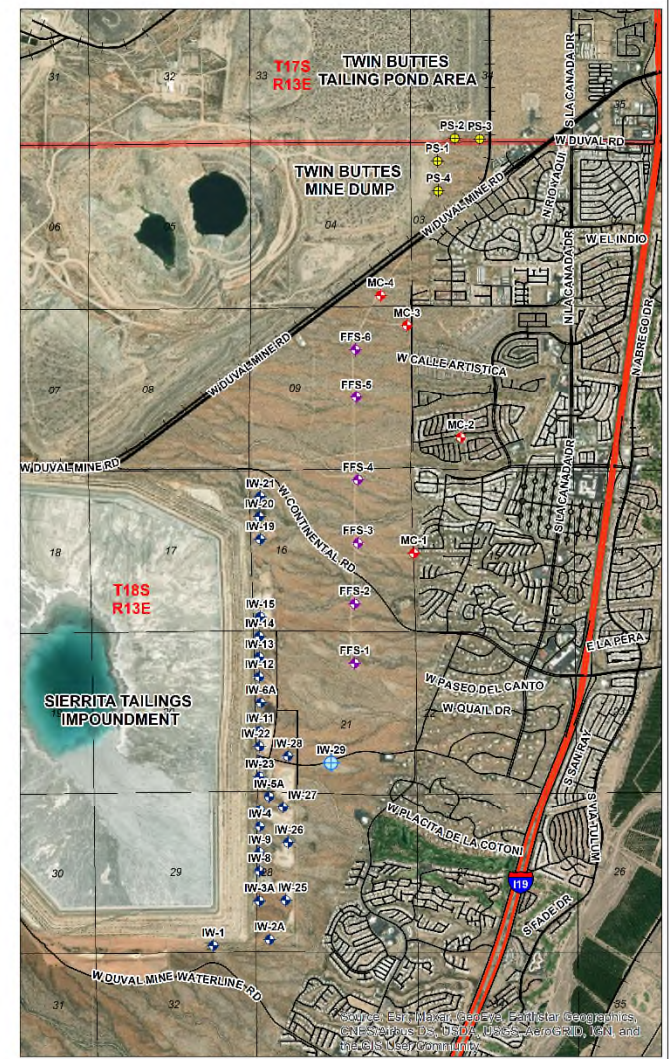 TWIN BUTTES
TAILING POND AREA
T17S
R13E
31
32
33
34
35
S LA CANADA DR
PS-2
PS-3
W DUVAL RD
PS-1
PS-4
TWIN BUTTES
MINE DUMP
N RIO YAQUI
06
05
04
03
W DUVAL MINE RD
W EL INDIO
N LA CANADA DR
N ABREGO DR
MC-4
MC-3
FFS-6
W CALLE ARTISTICA
W DUVAL MINE RD
07
08
09
FFS-5
MC-2
W DUVAL MINE RD
S LA CANADA DR
FFS-4
IW-21
IW-20
IW-19
W CONTINENTAL RD
18
17
16
FFS-3
MC-1
T18S
R13E
FFS-2
IW-15
IW-14
IW-13
IW-12
E LA PERA
FFS-1
SIERRITA TAILINGS
IMPOUNDMENT
IW-6A
W PASEO DEL CANTO
W QUAIL DR
IW-11
21
22
IW-22
IW-28
IW-29
S SAN RAY
IW-23
IW-5A
IW-27
S VIA TULUM
IW-4
W PLACITA DE LA COTONI
IW-9
IW-26
IW-8
30
29
28
26
I19
IW-3A
IW-25
S FADE DR
IW-1
IW-2A
W DUVAL MINE WATERLINE RD
31
32
33
35
Source: Esri, Maxar, GeoEye, Earthstar Geographics,
CNES/Airbus DS, USDA, USGS, AeroGRID, IGN, and
the GIS User Community